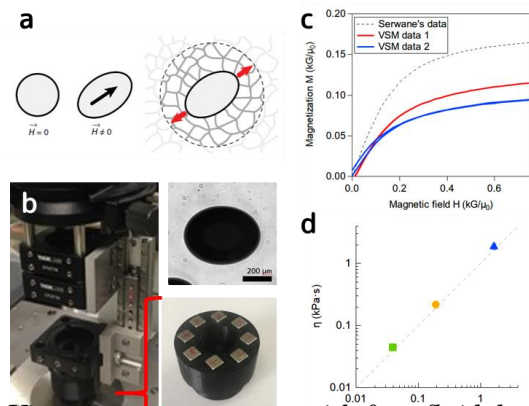 a
H = 0
H ≠ 0
b
200 μm
c
Magnetization M (kG/μ₀)
0.20
0.15
0.10
0.05
0.00
Serwane's data
VSM data 1
VSM data 2
0.0
0.2
0.4
0.6
Magnetic field H (kG/μ₀)
d
η (kPa·s)
1
0.1
0.01
0.01
0.1
1